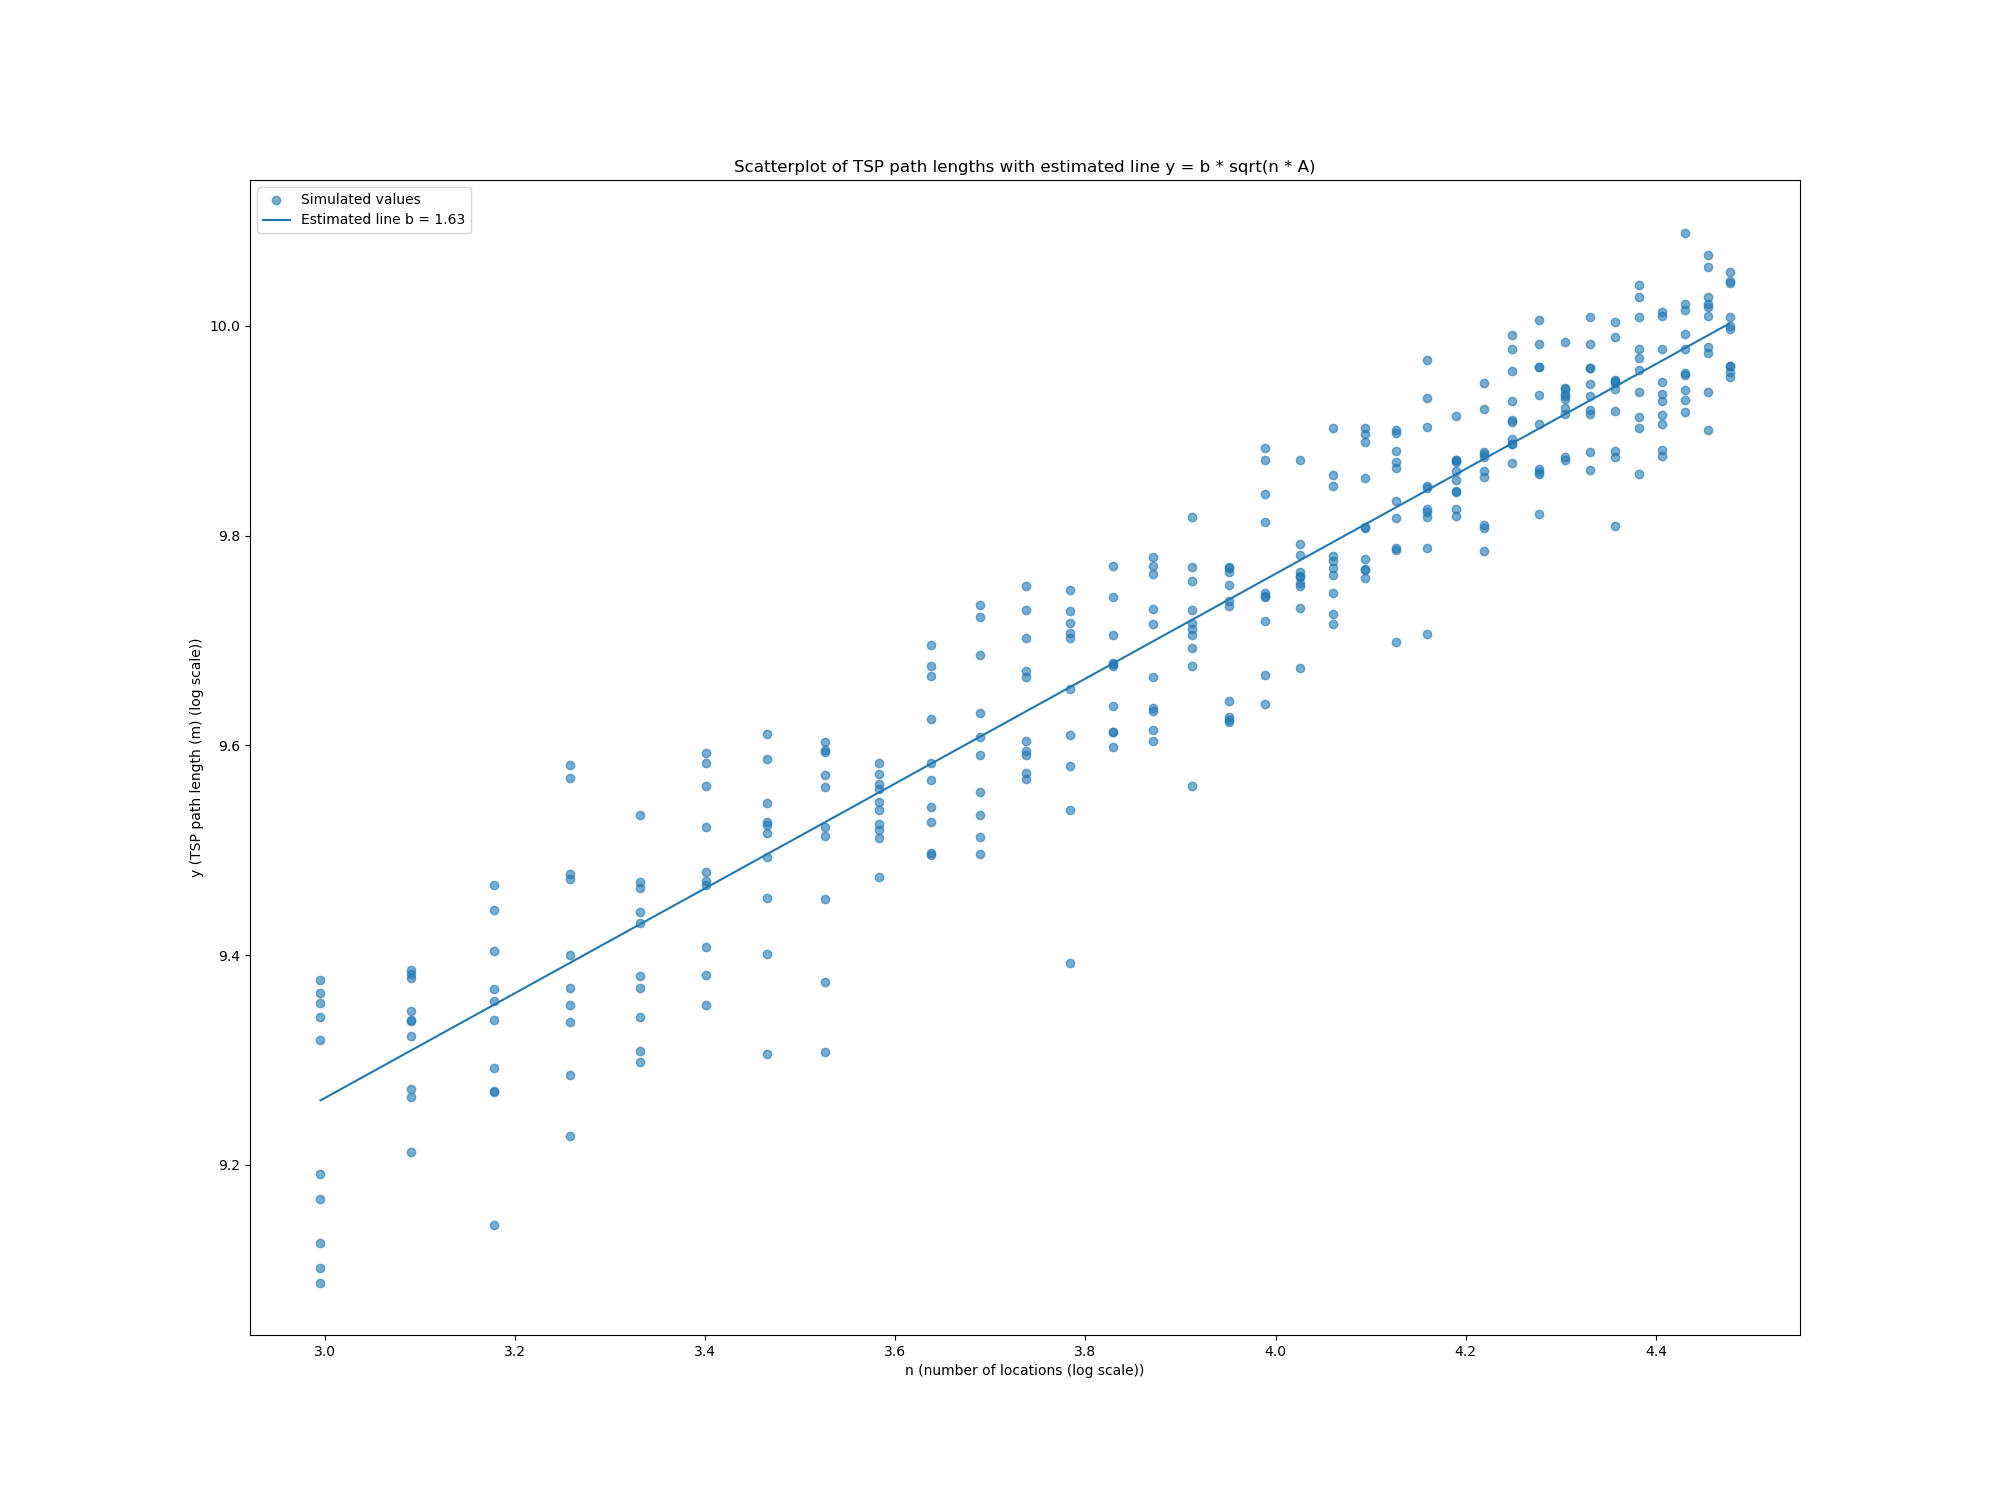 Scatterplot of TSP path lengths with estimated line y = b * sqrt(n * A)
Simulated values
Estimated line b = 1.63
y (TSP path length (m) (log scale))
10.0
9.8
9.6
9.4
9.2
3.0 3.2 3.4 3.6 3.8 4.0 4.2 4.4
n (number of locations (log scale))